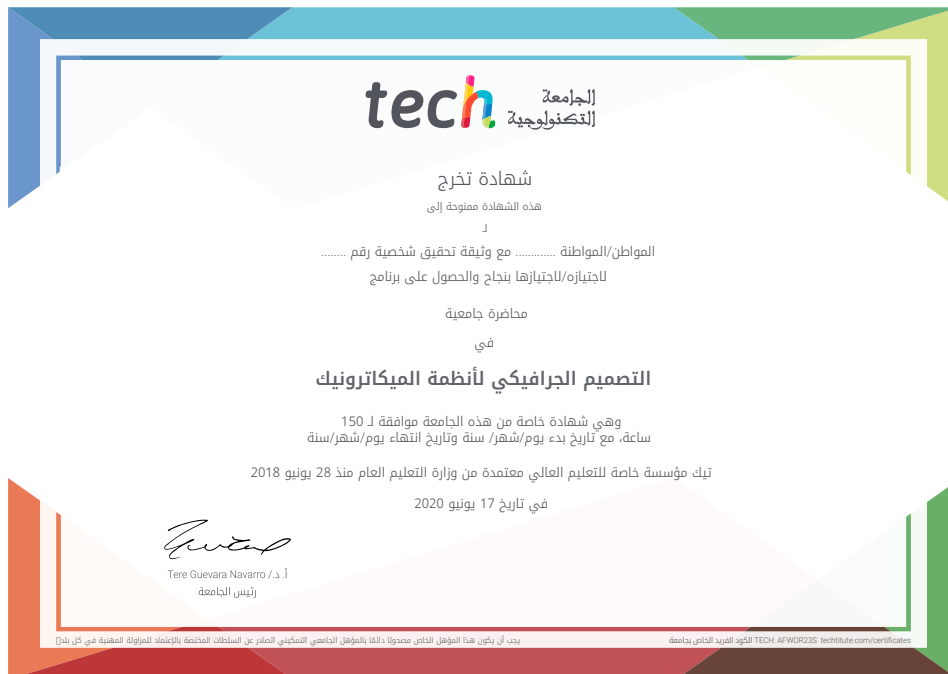 tech
الجامعة
التكنولوجية
شهادة تخرج
هذه الشهادة ممنوحة إلى
لـ
المواطن/المواطنة ............ مع وثيقة تحقيق شخصية رقم ........
لاجتيازه/لاجتيازها بنجاح والحصول على برنامج
محاضرة جامعية
في
التصميم الجرافيكي لأنظمة الميكاترونيك
وهي شهادة خاصة من هذه الجامعة موافقة لـ 150
ساعة، مع تاريخ بدء يوم/شهر/ سنة وتاريخ انتهاء يوم/شهر/سنة
تيك مؤسسة خاصة للتعليم العالي معتمدة من وزارة التعليم العام منذ 28 يونيو 2018
في تاريخ 17 يونيو 2020
أ. د./ Tere Guevara Navarro
رئيس الجامعة
يجب أن يكون هذا المؤهل الخاص مصحوبًا دائمًا بالمؤهل الجامعي التمكيني الصادر عن السلطات المختصة بالإعتماد للمزاولة المهنية في كل بلد
الكود الفريد الخاص بجامعة TECH: AFWOR23S techtitute.com/certificates